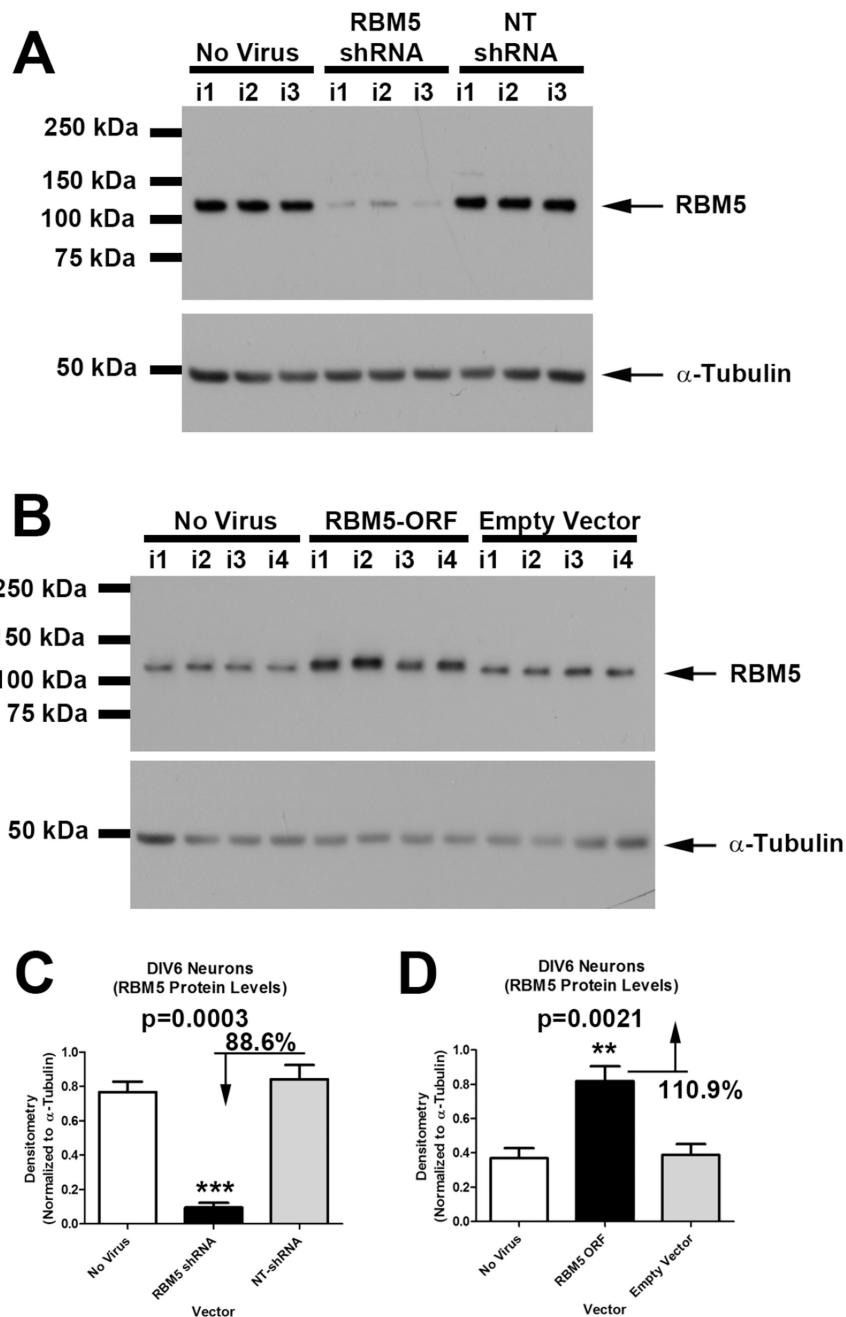 A
No Virus RBM5 shRNA NT shRNA
i1 i2 i3 i1 i2 i3 i1 i2 i3
250 kDa
150 kDa
100 kDa
75 kDa
RBM5
50 kDa
α-Tubulin
B
No Virus RBM5-ORF Empty Vector
i1 i2 i3 i4 i1 i2 i3 i4 i1 i2 i3 i4
250 kDa
150 kDa
100 kDa
75 kDa
RBM5
50 kDa
α-Tubulin
C
DIV6 Neurons
(RBM5 Protein Levels)
p=0.0003
88.6%
1.0
0.8
0.6
0.4
0.2
0.0
***
Densitometry
(Normalized to α-Tubulin)
No Virus
RBM5 shRNA
NT-shRNA
Vector
D
DIV6 Neurons
(RBM5 Protein Levels)
p=0.0021
**
110.9%
1.0
0.8
0.6
0.4
0.2
0.0
Densitometry
(Normalized to α-Tubulin)
No Virus
RBM5 ORF
Empty Vector
Vector